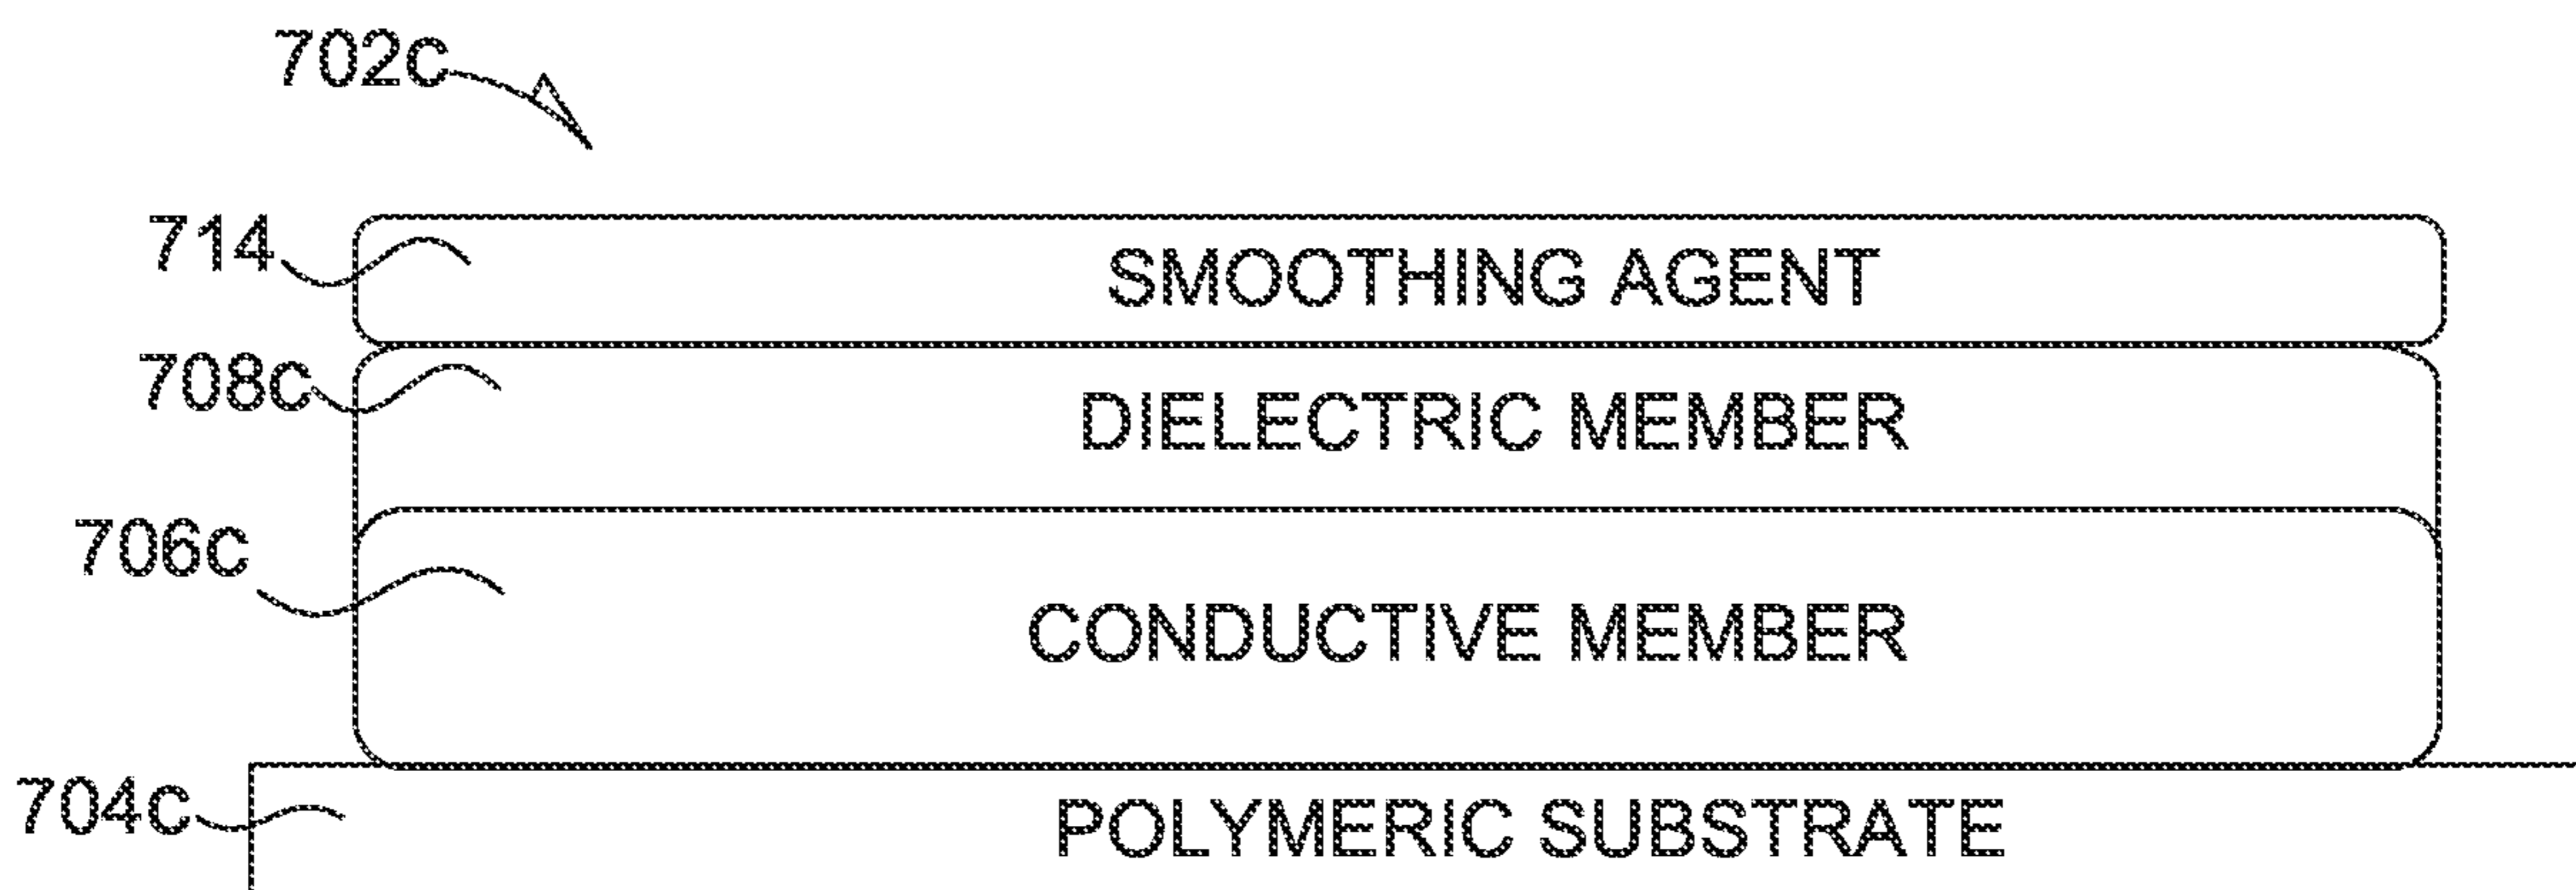 702C
714
SMOOTHING AGENT
708C
DIELECTRIC MEMBER
706C
CONDUCTIVE MEMBER
704C
POLYMERIC SUBSTRATE